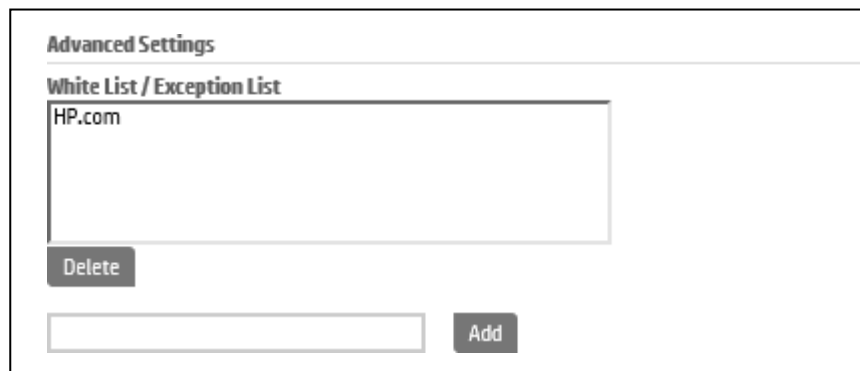 Advanced Settings
White List / Exception List
HP.com
Delete
Add